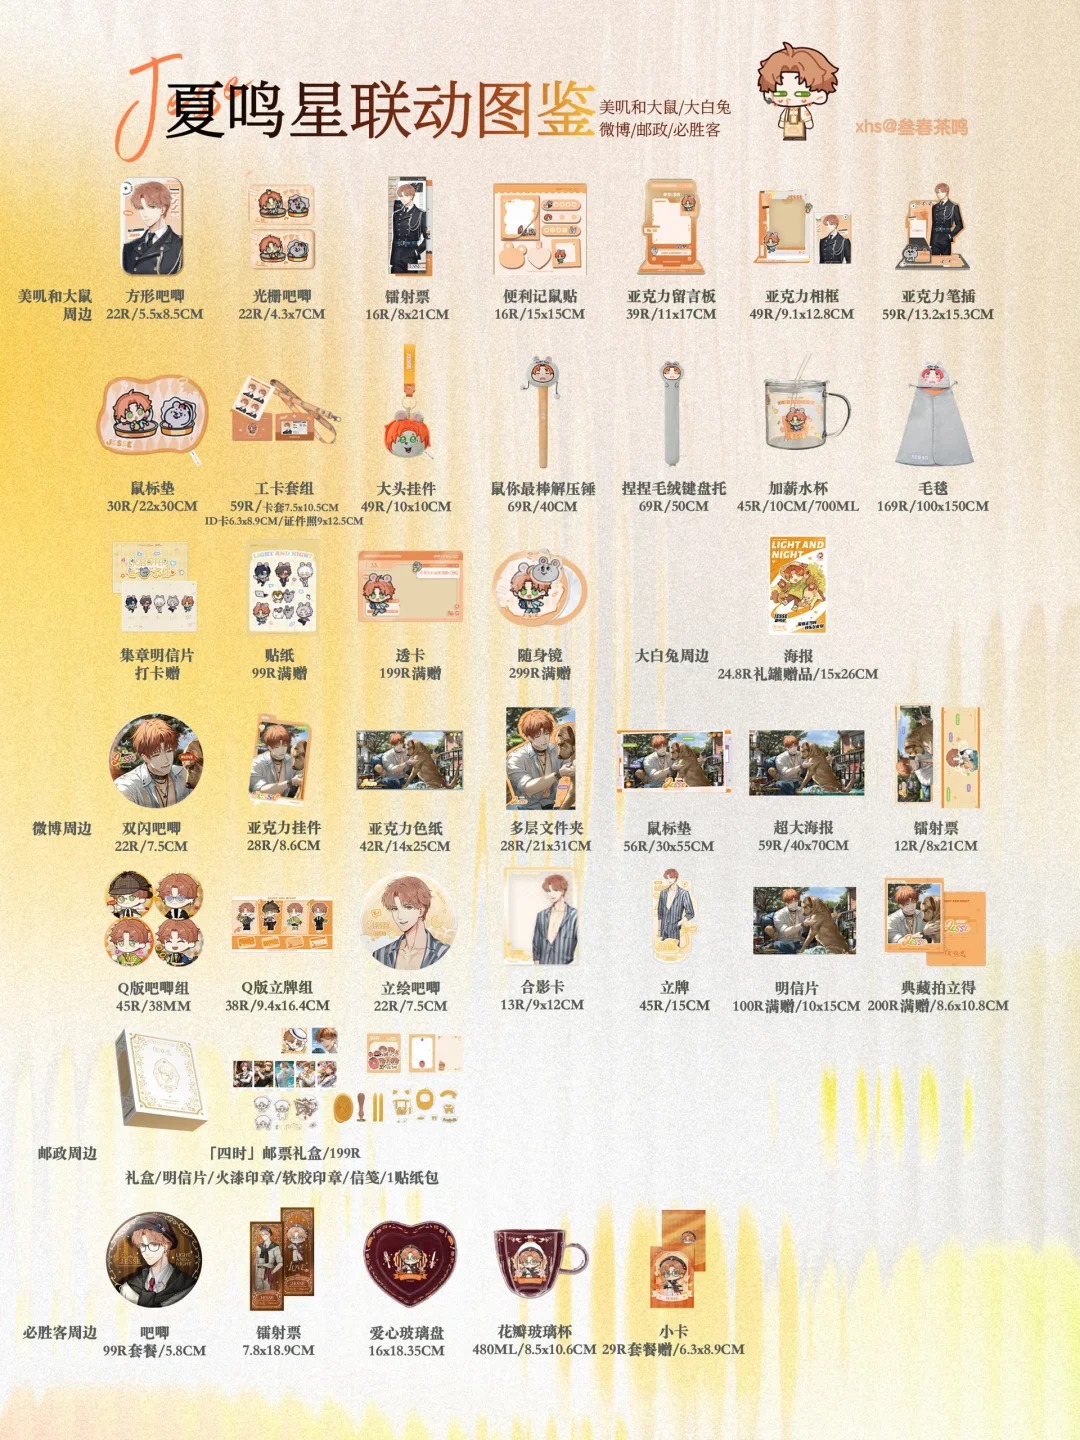 Jesse
夏鸣星联动图鉴
美叽和大鼠/大白兔
微博/邮政/必胜客
xhs@叁春茶鸣
美叽和大鼠
周边
方形吧唧
22R/5.5x8.5CM
光栅吧唧
22R/4.3x7CM
镭射票
16R/8x21CM
便利记鼠贴
16R/15x15CM
亚克力留言板
39R/11x17CM
亚克力相框
49R/9.1x12.8CM
亚克力笔插
59R/13.2x15.3CM
鼠标垫
30R/22x30CM
工卡套组
59R/卡套7.5x10.5CM
ID卡6.3x8.9CM/证件照9x12.5CM
大头挂件
49R/10x10CM
鼠你最棒解压锤
69R/40CM
捏捏毛绒键盘托
69R/50CM
加薪水杯
45R/10CM/700ML
毛毯
169R/100x150CM
集章明信片
打卡赠
LIGHT AND NIGHT
贴纸
99R满赠
透卡
199R满赠
随身镜
299R满赠
大白兔周边
LIGHT AND
NIGHT
海报
24.8R礼罐赠品/15x26CM
微博周边
双闪吧唧
22R/7.5CM
亚克力挂件
28R/8.6CM
亚克力色纸
42R/14x25CM
多层文件夹
28R/21x31CM
鼠标垫
56R/30x55CM
超大海报
59R/40x70CM
镭射票
12R/8x21CM
Q版吧唧组
45R/38MM
Q版立牌组
38R/9.4x16.4CM
立绘吧唧
22R/7.5CM
合影卡
13R/9x12CM
立牌
45R/15CM
明信片
100R满赠/10x15CM
典藏拍立得
200R满赠/8.6x10.8CM
邮政周边
「四时」邮票礼盒/199R
礼盒/明信片/火漆印章/软胶印章/信笺/1贴纸包
必胜客周边
吧唧
99R套餐/5.8CM
镭射票
7.8x18.9CM
爱心玻璃盘
16x18.35CM
花瓣玻璃杯
480ML/8.5x10.6CM
小卡
29R套餐赠/6.3x8.9CM